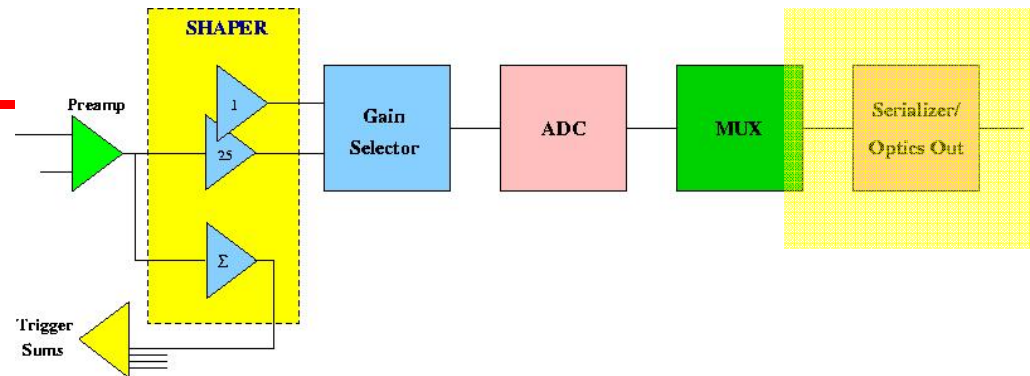 SHAPER
Preamp
1
25
Σ
Gain
Selector
ADC
MUX
Serializer/
Optics Out
Trigger
Sums